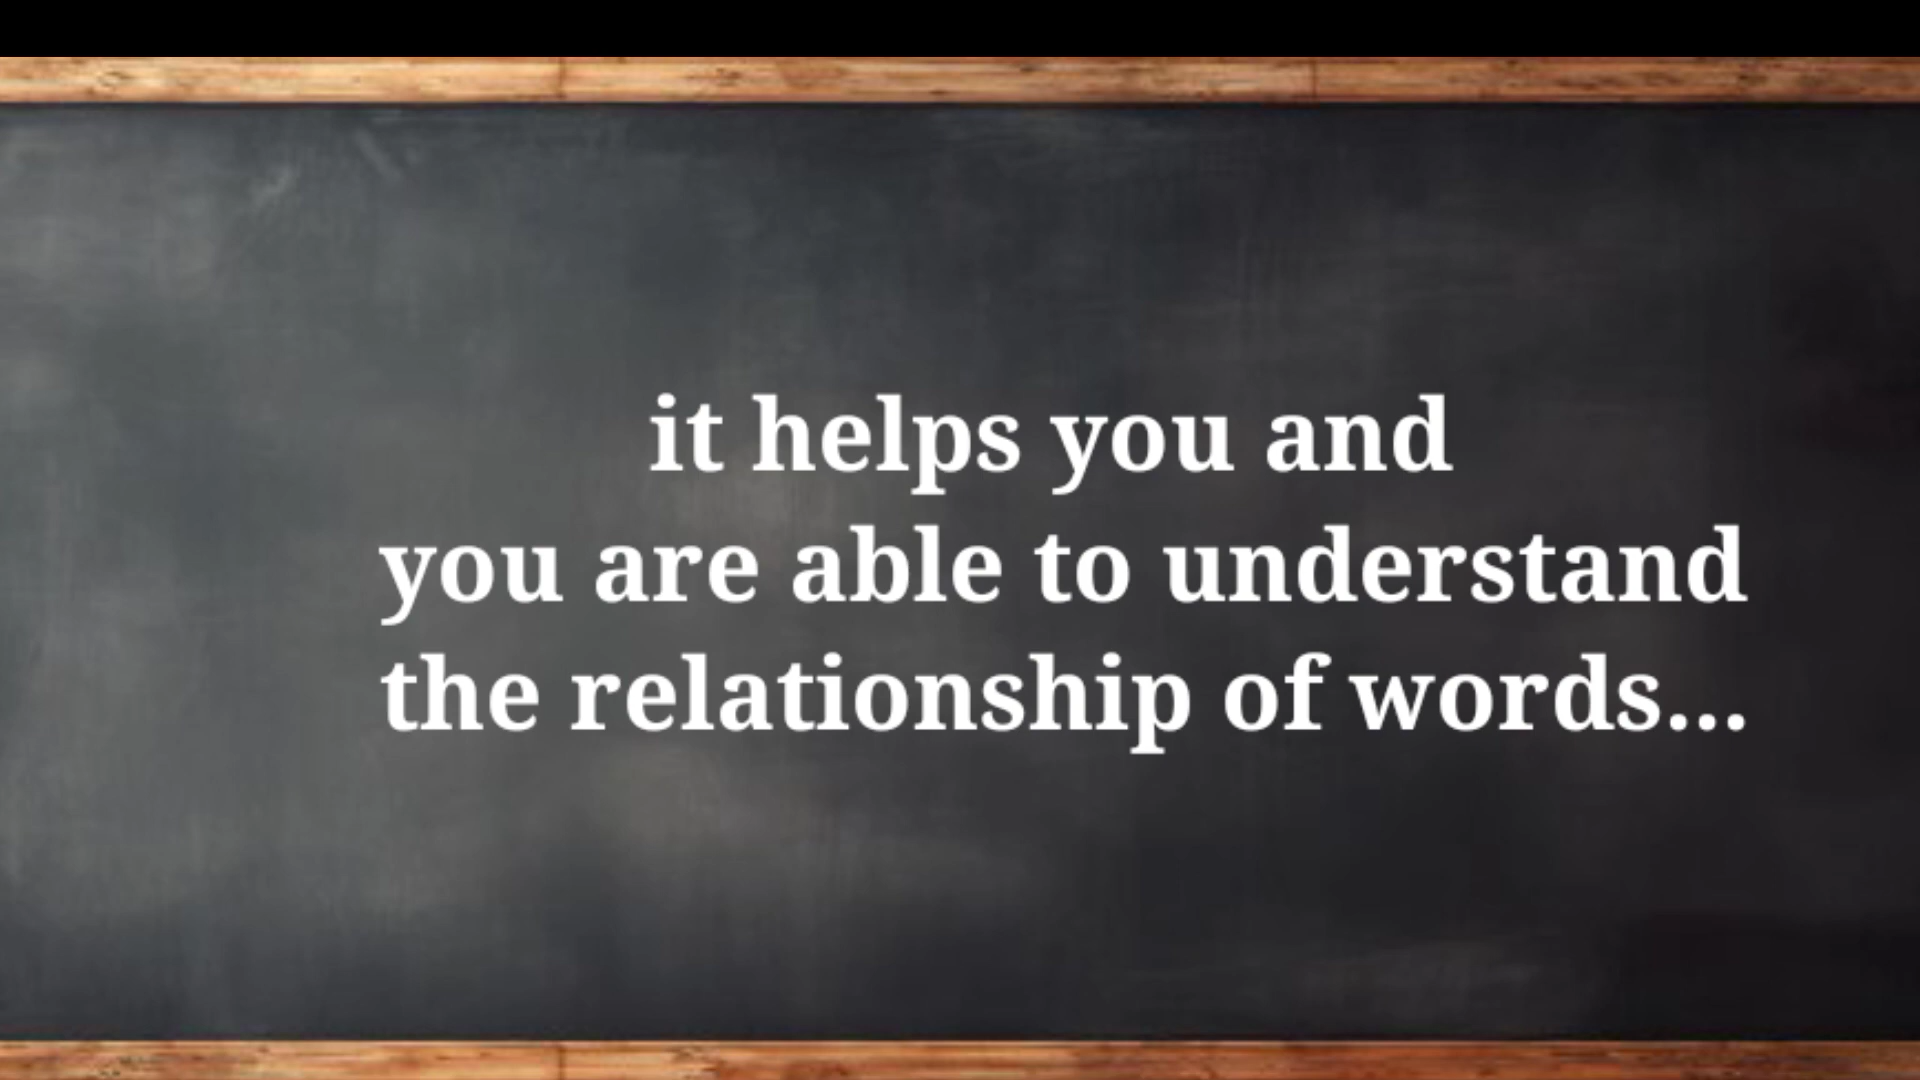 it helps you and
you are able to understand
the relationship of words...